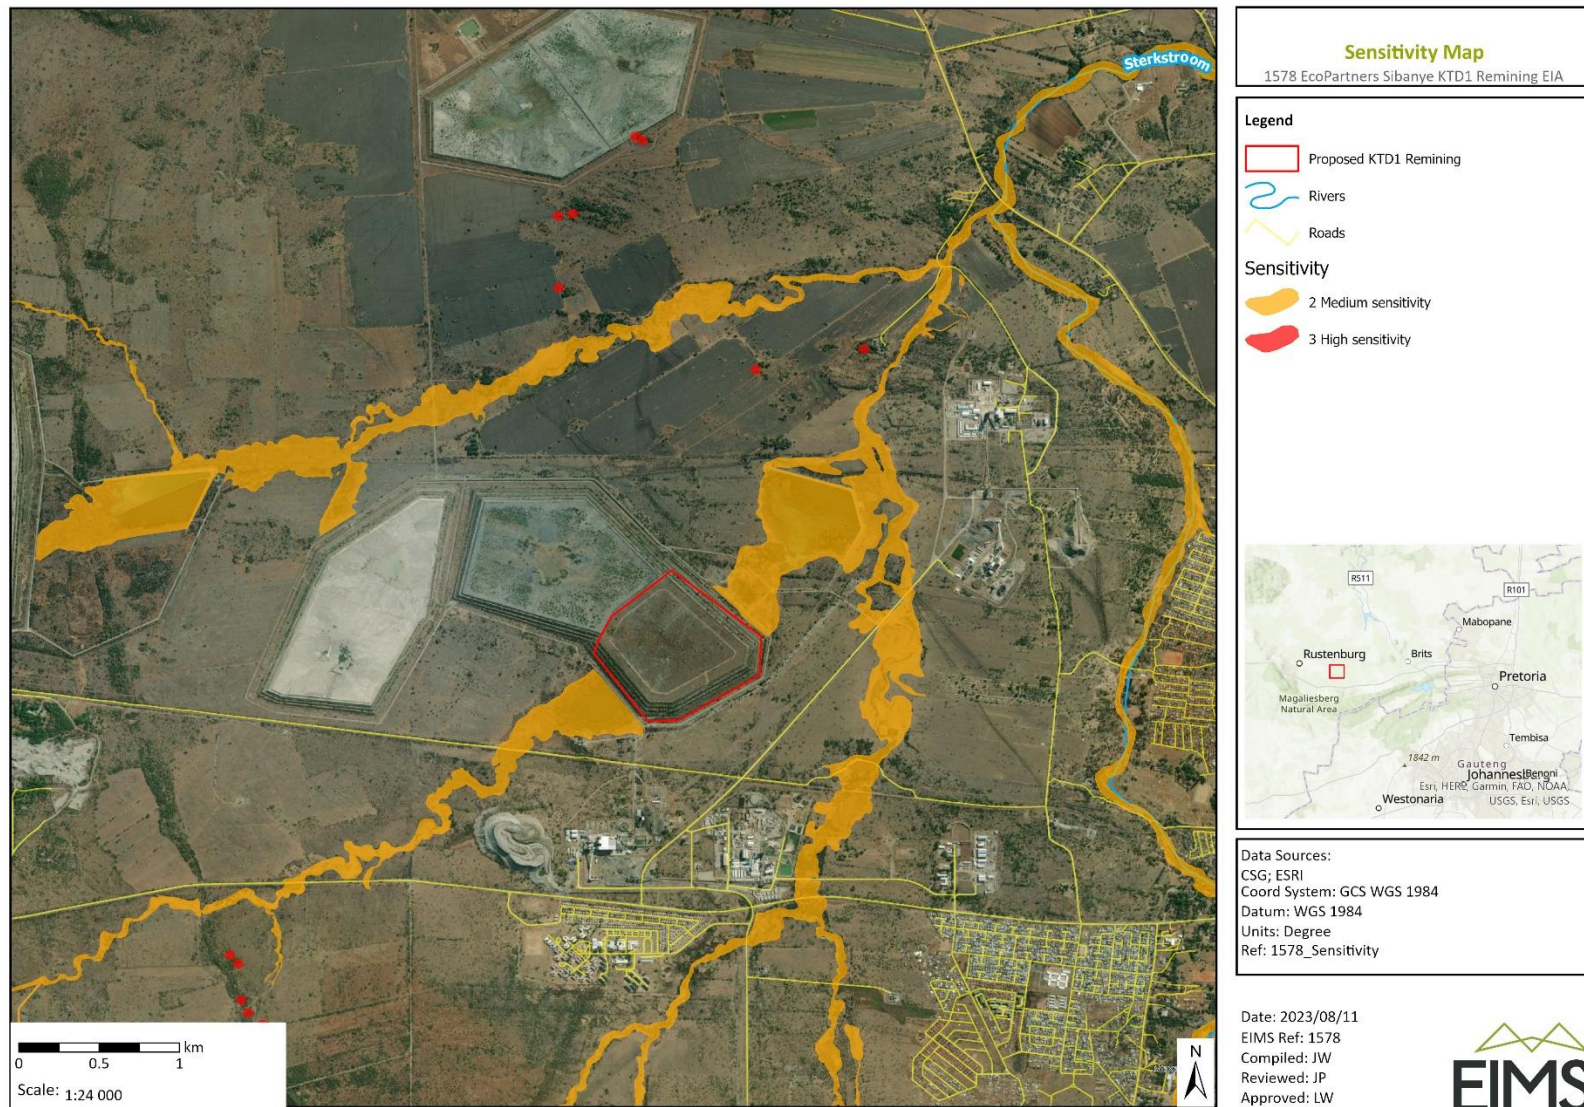 Sterkstroom
km
0 0.5 1
Scale: 1:24 000
N
Sensitivity Map
1578 EcoPartners Sibanye KTD1 Remining EIA
Legend
Proposed KTD1 Remining
Rivers
Roads
Sensitivity
2 Medium sensitivity
3 High sensitivity
R511
R101
Mabopane
Rustenburg
Brits
Pretoria
Magaliesberg
Natural Area
Tembisa
1842 m
Gauteng
Johannesburg
Benoni
Esri, HERE, Garmin, FAO, NOAA,
USGS, Esri, USGS
Westonaria
Data Sources:
CSG; ESRI
Coord System: GCS WGS 1984
Datum: WGS 1984
Units: Degree
Ref: 1578_Sensitivity
Date: 2023/08/11
EIMS Ref: 1578
Compiled: JW
Reviewed: JP
Approved: LW
EIMS